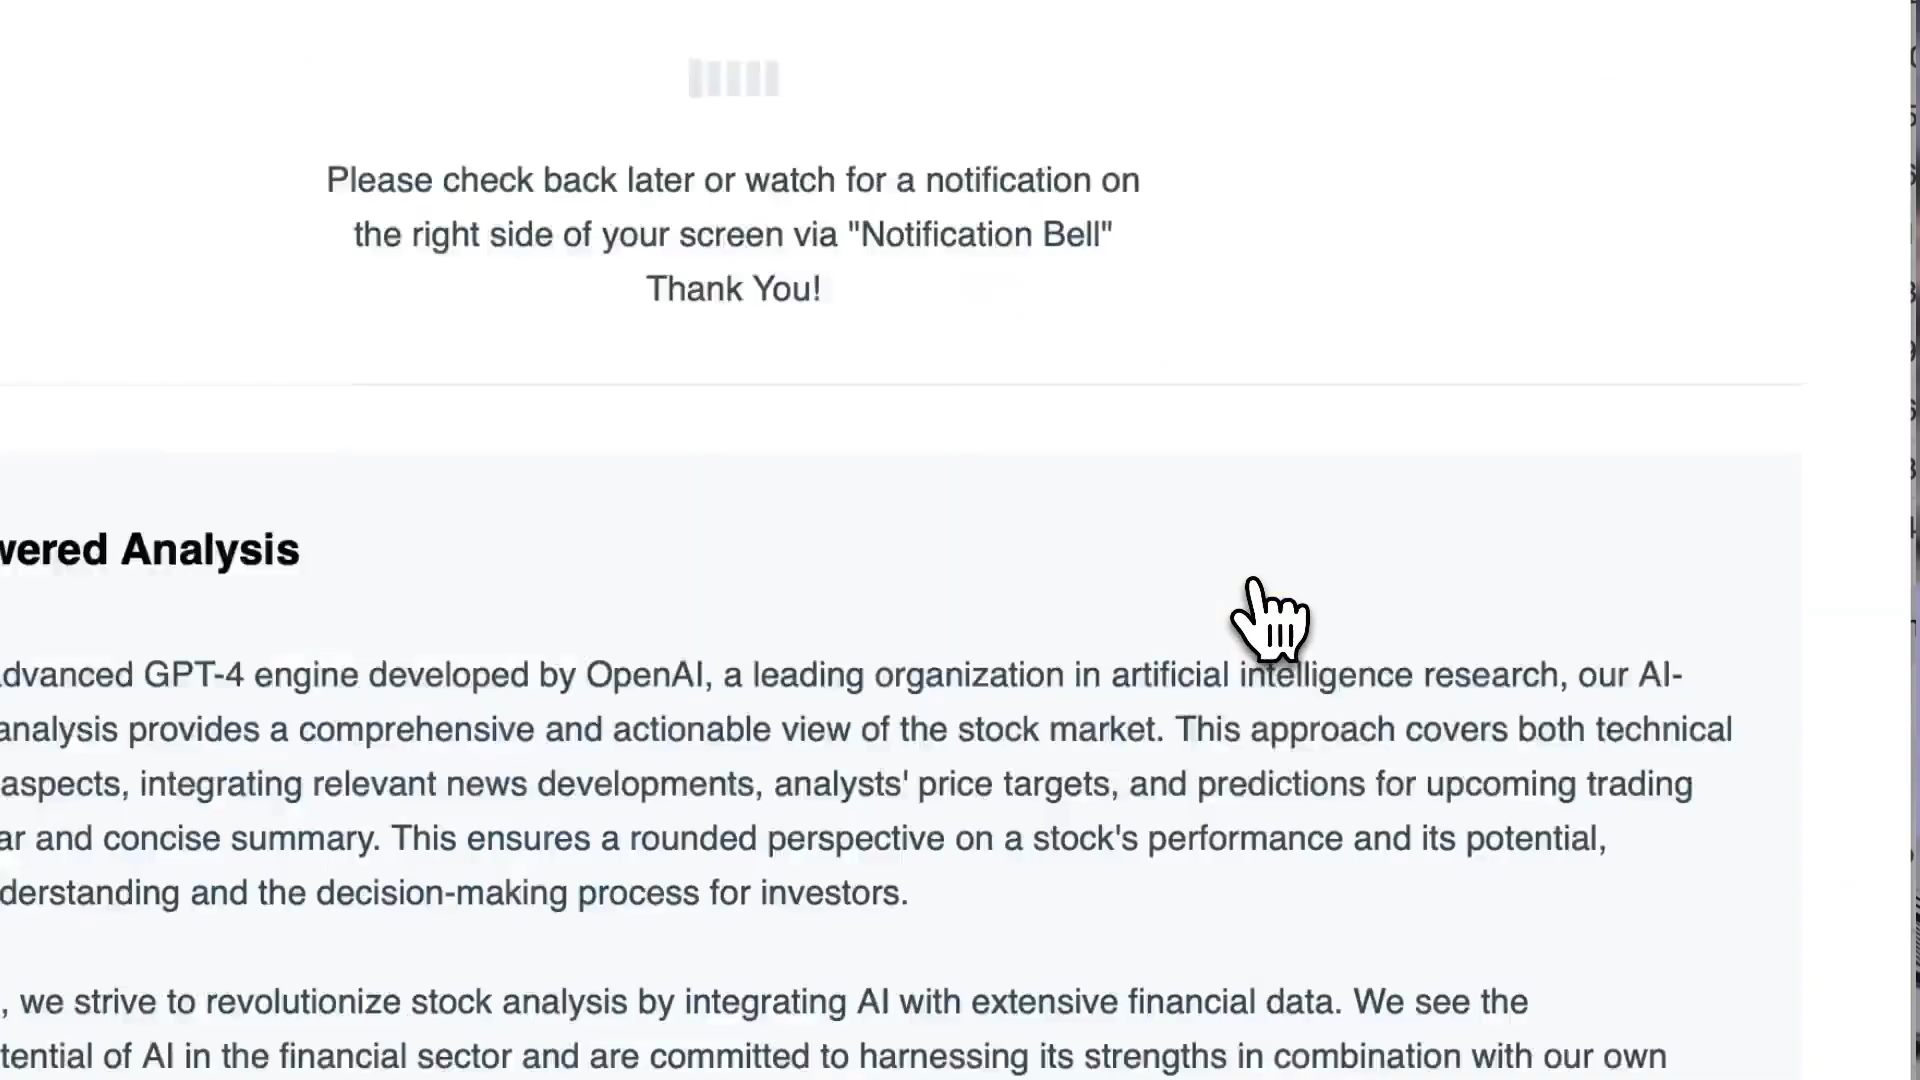 Please check back later or watch for a notification on
the right side of your screen via "Notification Bell"
Thank You!
Analysis
GPT-4 engine developed by OpenAI, a leading organization in artificial intelligence research, our AI-
analysis provides a comprehensive and actionable view of the stock market. This approach covers both technical
aspects, integrating relevant news developments, analysts' price targets, and predictions for upcoming trading
and concise summary. This ensures a rounded perspective on a stock's performance and its potential,
and the decision-making process for investors.
, we strive to revolutionize stock analysis by integrating AI with extensive financial data. We see the
of AI in the financial sector and are committed to harnessing its strengths in combination with our own